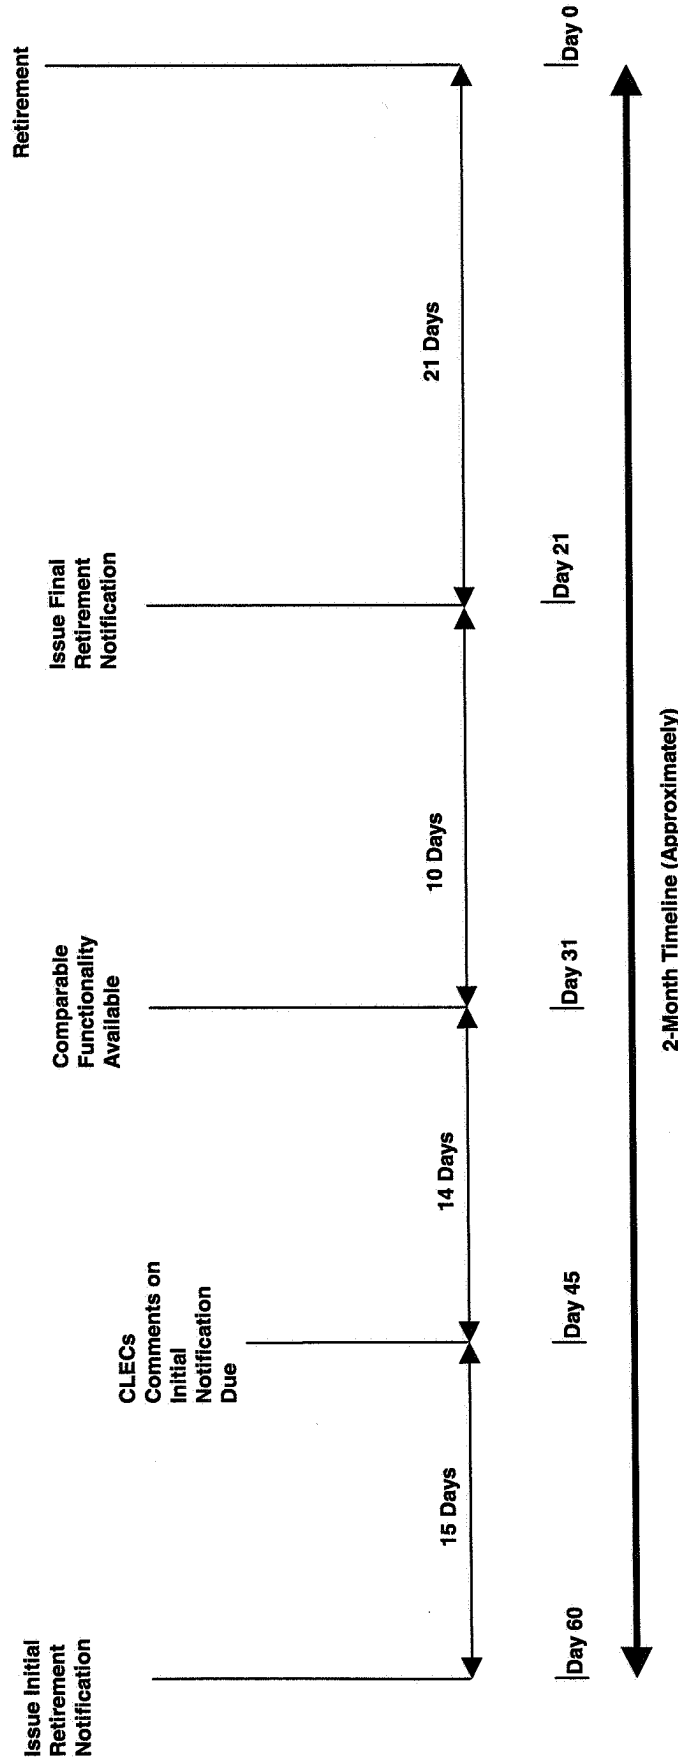 Issue Initial
Retirement
Notification
CLECs
Comments on
Initial
Notification
Due
Comparable
Functionality
Available
Issue Final
Retirement
Notification
Retirement
15 Days
14 Days
10 Days
21 Days
Day 60
Day 45
Day 31
Day 21
Day 0
2-Month Timeline (Approximately)